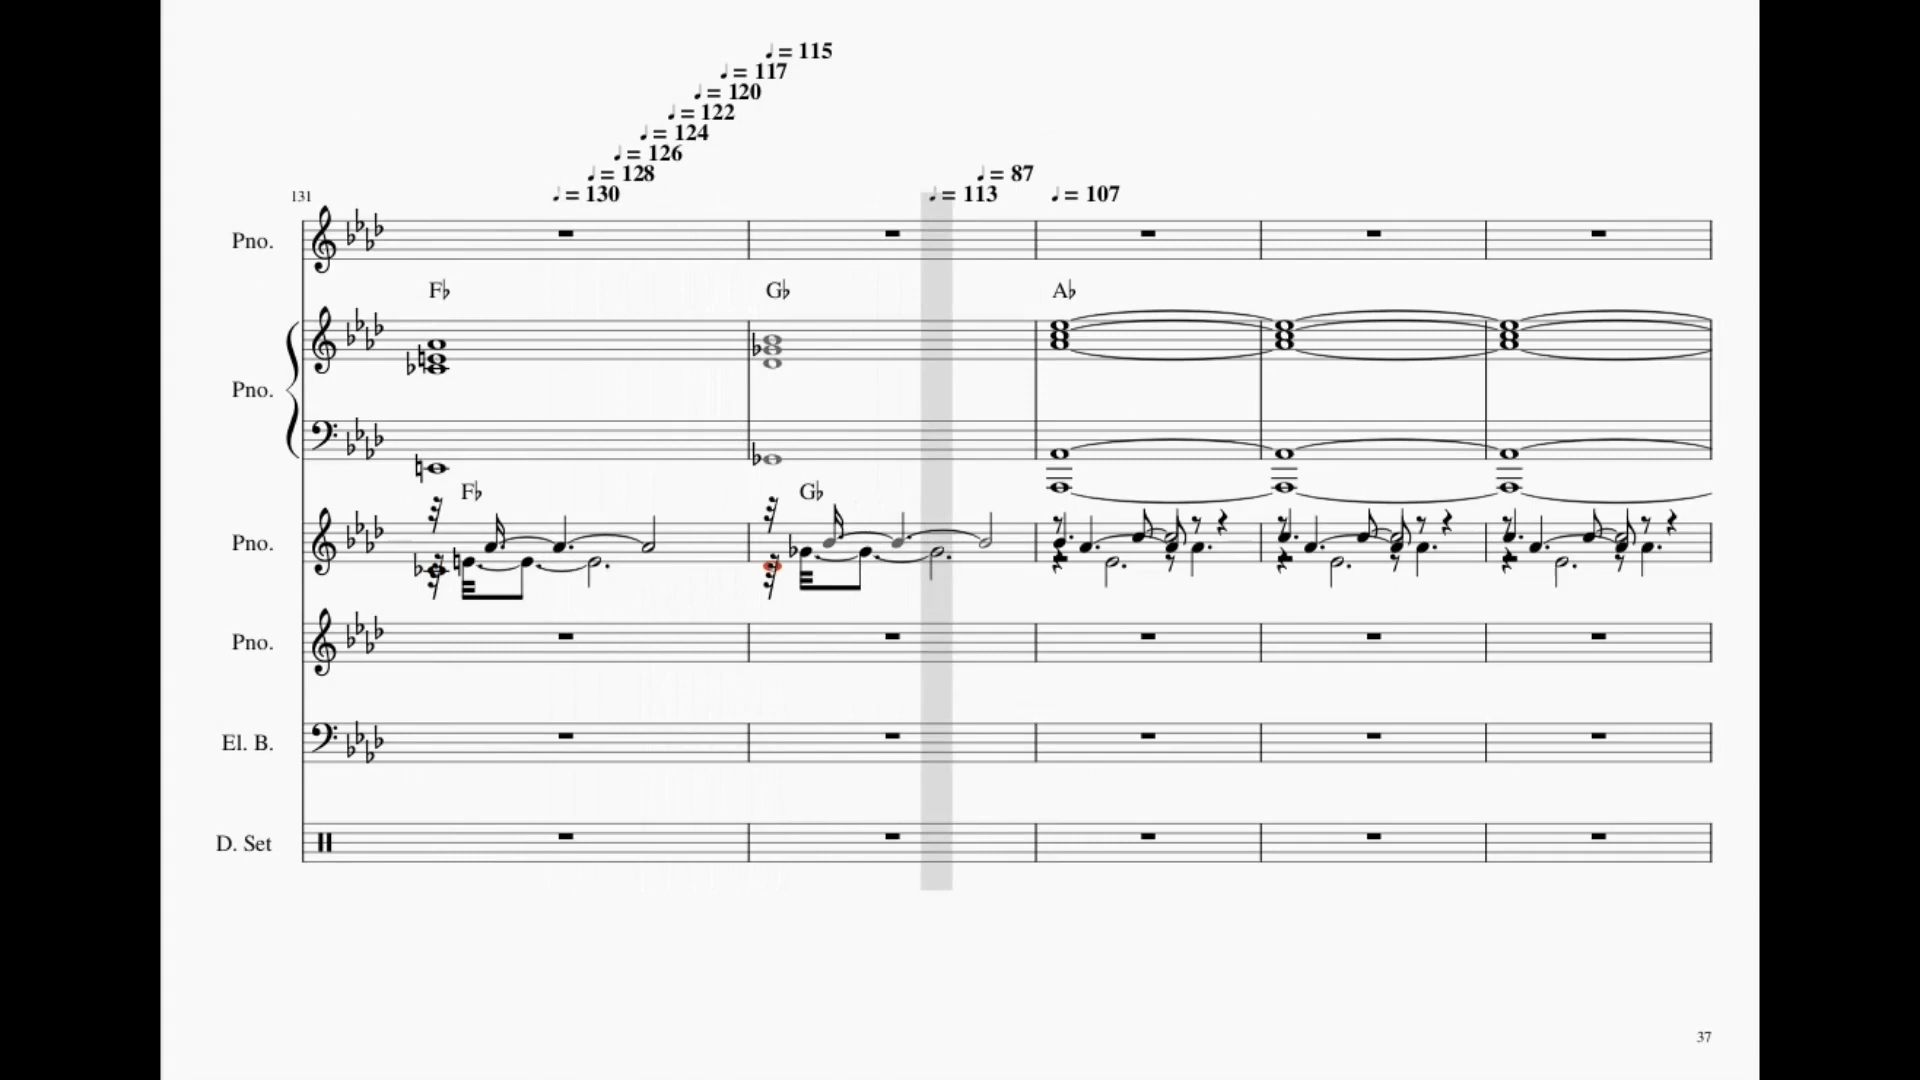 ♩= 115
♩= 117
♩= 120
♩= 122
♩= 124
♩= 126
♩= 128 ♩= 87
131 ♩= 130 ♩= 113 ♩= 107
Pno.
F♭ G♭ A♭
Pno.
F♭ G♭
Pno.
Pno.
El. B.
D. Set
37